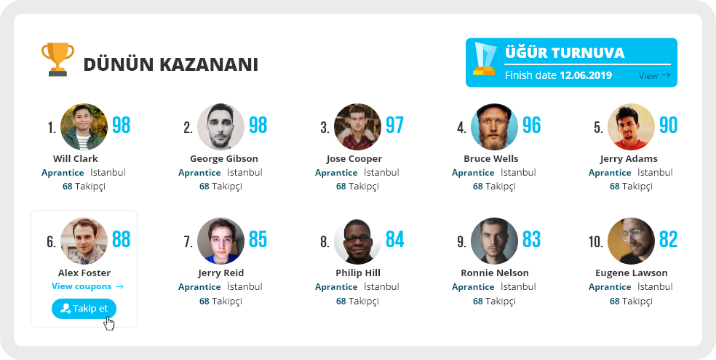 DÜNÜN KAZANANI
ÜĞÜR TURNUVA
Finish date 12.06.2019
View →
1. 98
Will Clark
Aprantice İstanbul
68 Takipçi
2. 98
George Gibson
Aprantice İstanbul
68 Takipçi
3. 97
Jose Cooper
Aprantice İstanbul
68 Takipçi
4. 96
Bruce Wells
Aprantice İstanbul
68 Takipçi
5. 90
Jerry Adams
Aprantice İstanbul
68 Takipçi
6. 88
Alex Foster
View coupons →
Takip et
7. 85
Jerry Reid
Aprantice İstanbul
68 Takipçi
8. 84
Philip Hill
Aprantice İstanbul
68 Takipçi
9. 83
Ronnie Nelson
Aprantice İstanbul
68 Takipçi
10. 82
Eugene Lawson
Aprantice İstanbul
68 Takipçi